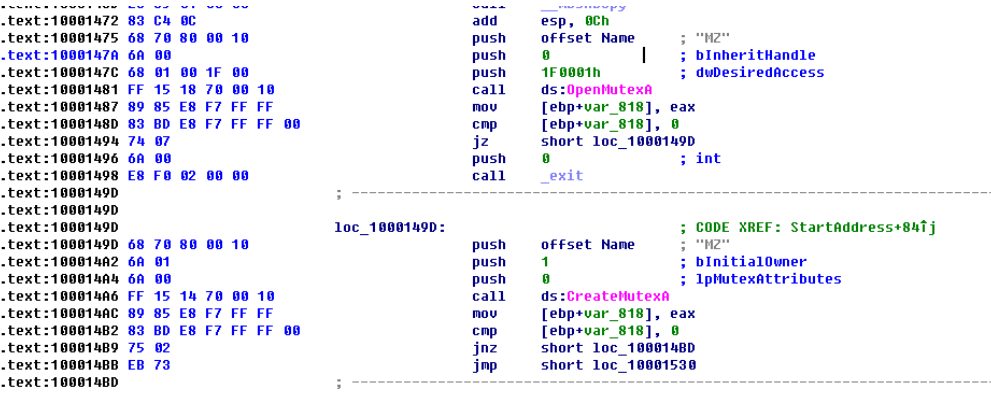 .text:10001472 83 C4 0C add esp, 0Ch
.text:10001475 68 70 80 00 10 push offset Name ; "MZ"
.text:1000147A 6A 00 push 0 ; bInheritHandle
.text:1000147C 68 01 00 1F 00 push 1F0001h ; dwDesiredAccess
.text:10001481 FF 15 18 70 00 10 call ds:OpenMutexA
.text:10001487 89 85 E8 F7 FF FF mov [ebp+var_818], eax
.text:1000148D 83 BD E8 F7 FF FF 00 cmp [ebp+var_818], 0
.text:10001494 74 07 jz short loc_1000149D
.text:10001496 6A 00 push 0 ; int
.text:10001498 E8 F0 02 00 00 call _exit
.text:1000149D ; ---------------------------------------------------------------------------
.text:1000149D
.text:1000149D loc_1000149D: ; CODE XREF: StartAddress+84↑j
.text:1000149D 68 70 80 00 10 push offset Name ; "MZ"
.text:100014A2 6A 01 push 1 ; bInitialOwner
.text:100014A4 6A 00 push 0 ; lpMutexAttributes
.text:100014A6 FF 15 14 70 00 10 call ds:CreateMutexA
.text:100014AC 89 85 E8 F7 FF FF mov [ebp+var_818], eax
.text:100014B2 83 BD E8 F7 FF FF 00 cmp [ebp+var_818], 0
.text:100014B9 75 02 jnz short loc_100014BD
.text:100014BB EB 73 jmp short loc_10001530
.text:100014BD ; ---------------------------------------------------------------------------